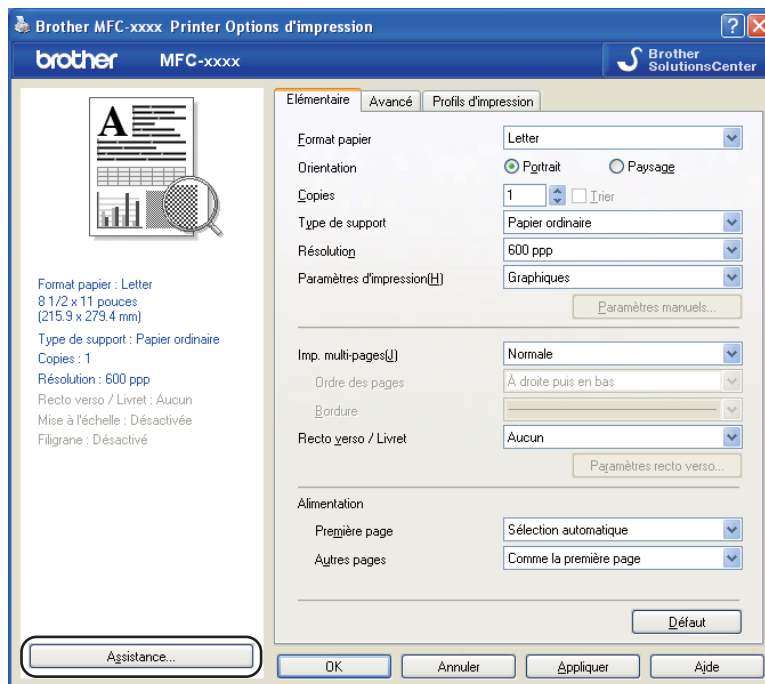 Brother MFC-xxxx Printer Options d'impression
brother MFC-xxxx
Brother SolutionsCenter
A
Format papier : Letter
8 1/2 x 11 pouces
(215.9 x 279.4 mm)
Type de support : Papier ordinaire
Copies : 1
Résolution : 600 ppp
Recto verso / Livret : Aucun
Mise à l'échelle : Désactivée
Filigrane : Désactivé
Assistance...
Elémentaire Avancé Profils d'impression
Format papier Letter
Orientation Portrait Paysage
Copies 1 Trier
Type de support Papier ordinaire
Résolution 600 ppp
Paramètres d'impression(H) Graphiques
Paramètres manuels...
Imp. multi-pages(J) Normale
Ordre des pages À droite puis en bas
Bordure
Recto verso / Livret Aucun
Paramètres recto verso...
Alimentation
Première page Sélection automatique
Autres pages Comme la première page
Défaut
OK Annuler Appliquer Aide